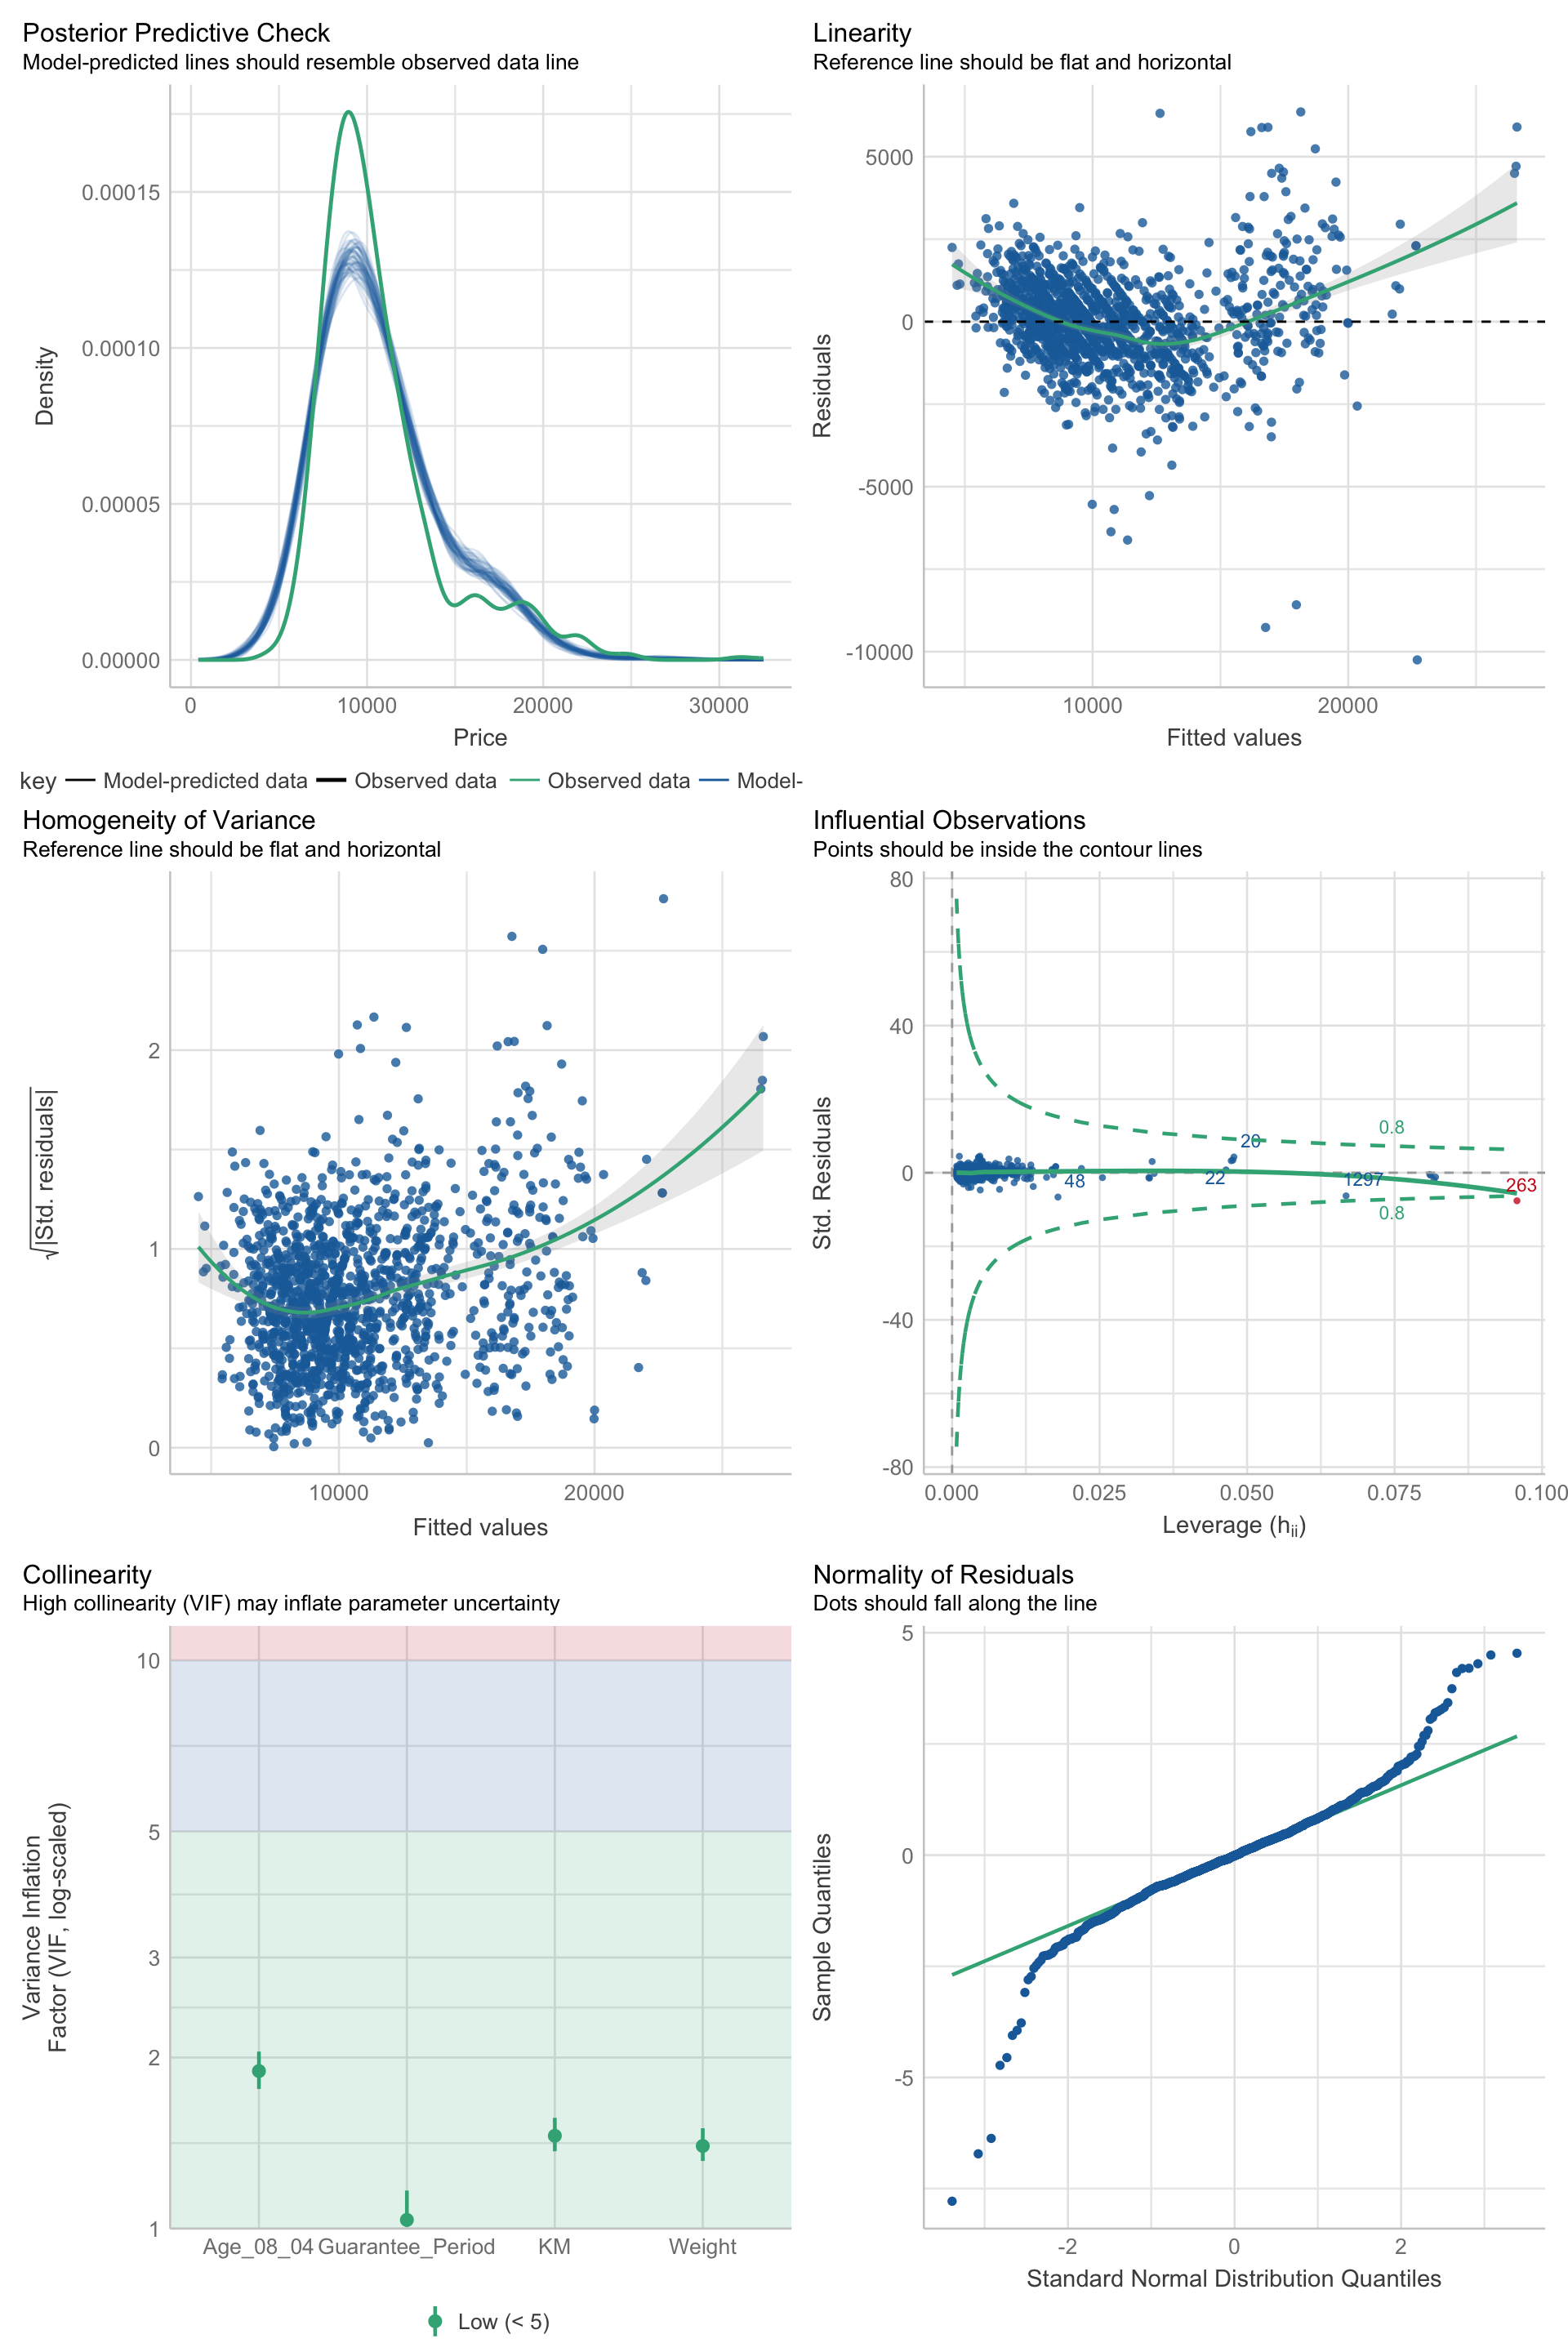 Posterior Predictive Check
Model-predicted lines should resemble observed data line
Density
0.00015
0.00010
0.00005
0.00000
0
10000
20000
30000
Price
key Model-predicted data Observed data Observed data Model-
Linearity
Reference line should be flat and horizontal
Residuals
5000
0
-5000
-10000
10000
20000
Fitted values
Homogeneity of Variance
Reference line should be flat and horizontal
√|Std. residuals|
2
1
0
10000
20000
Fitted values
Influential Observations
Points should be inside the contour lines
Std. Residuals
80
40
0
-40
-80
0.8
20
48
22
1297
263
0.8
0.000
0.025
0.050
0.075
0.100
Leverage (hᵢᵢ)
Collinearity
High collinearity (VIF) may inflate parameter uncertainty
Variance Inflation
Factor (VIF, log-scaled)
10
5
3
2
1
Age_08_04
Guarantee_Period
KM
Weight
Low (< 5)
Normality of Residuals
Dots should fall along the line
Sample Quantiles
5
0
-5
-2
0
2
Standard Normal Distribution Quantiles